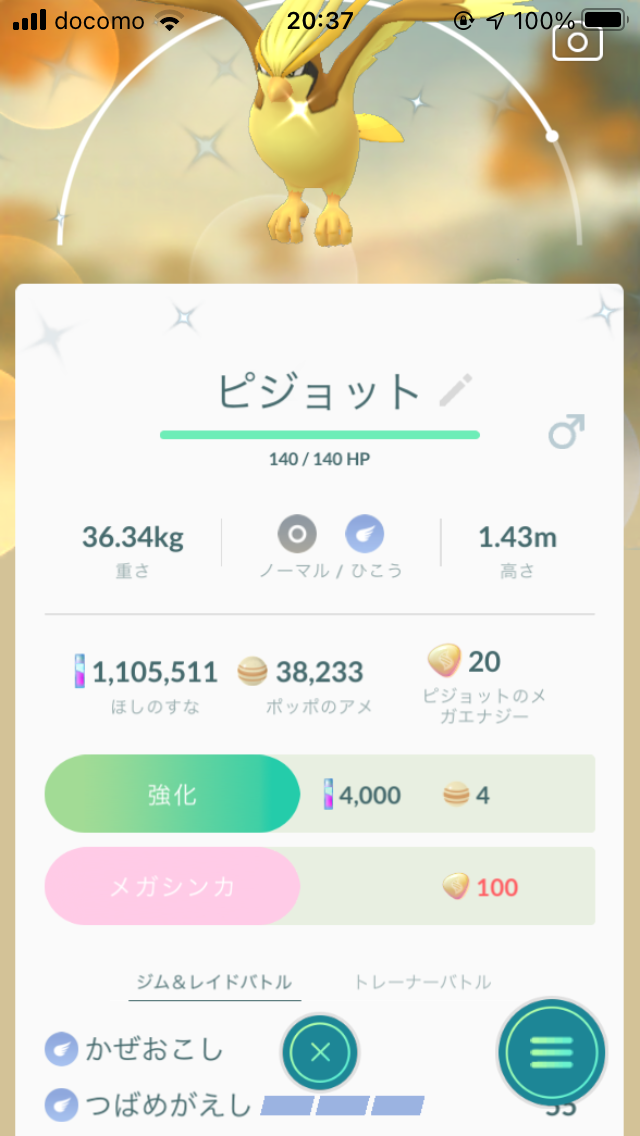 docomo 20:37 100%
ピジョット
140 / 140 HP
36.34kg ノーマル / ひこう 1.43m
重さ 高さ
1,105,511 38,233 20
ほしのすな ポッポのアメ ピジョットのメ
ガエナジー
強化 4,000 4
メガシンカ 100
ジム&レイドバトル トレーナーバトル
かぜおこし
つばめがえし 55